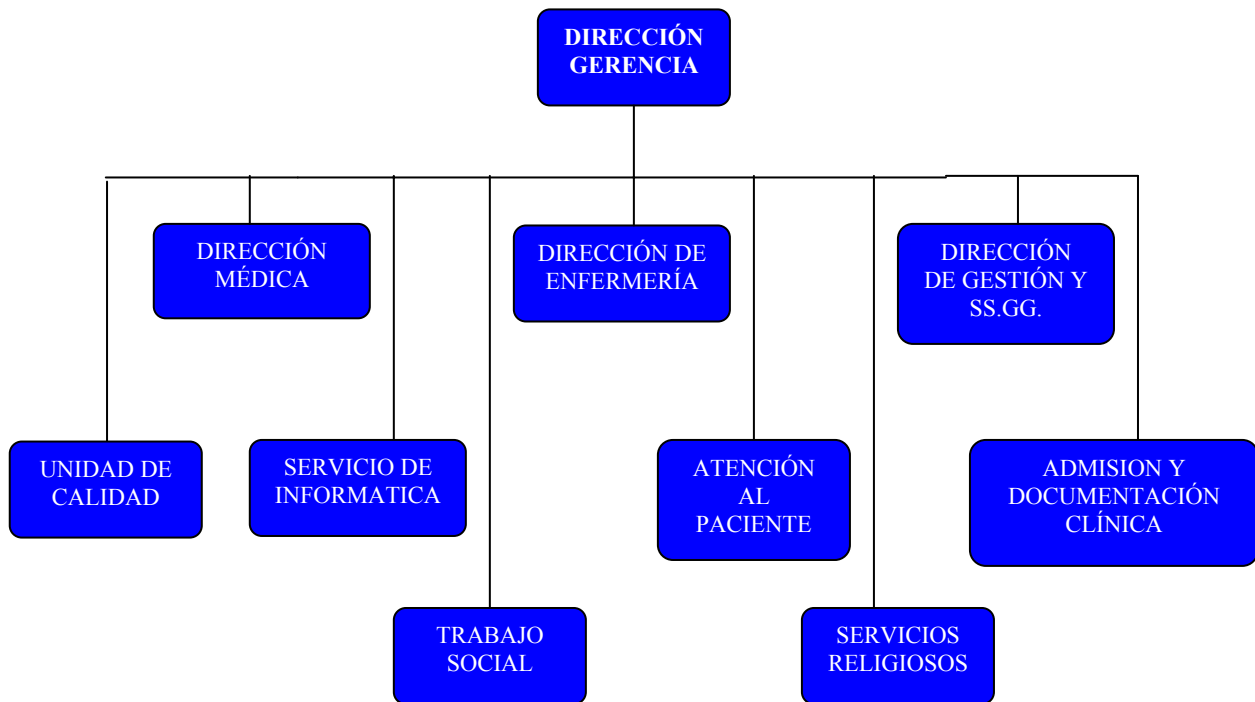 DIRECCIÓN
GERENCIA
DIRECCIÓN
MÉDICA
DIRECCIÓN DE
ENFERMERÍA
DIRECCIÓN
DE GESTIÓN Y
SS.GG.
UNIDAD DE
CALIDAD
SERVICIO DE
INFORMATICA
ATENCIÓN
AL
PACIENTE
ADMISION Y
DOCUMENTACIÓN
CLÍNICA
TRABAJO
SOCIAL
SERVICIOS
RELIGIOSOS